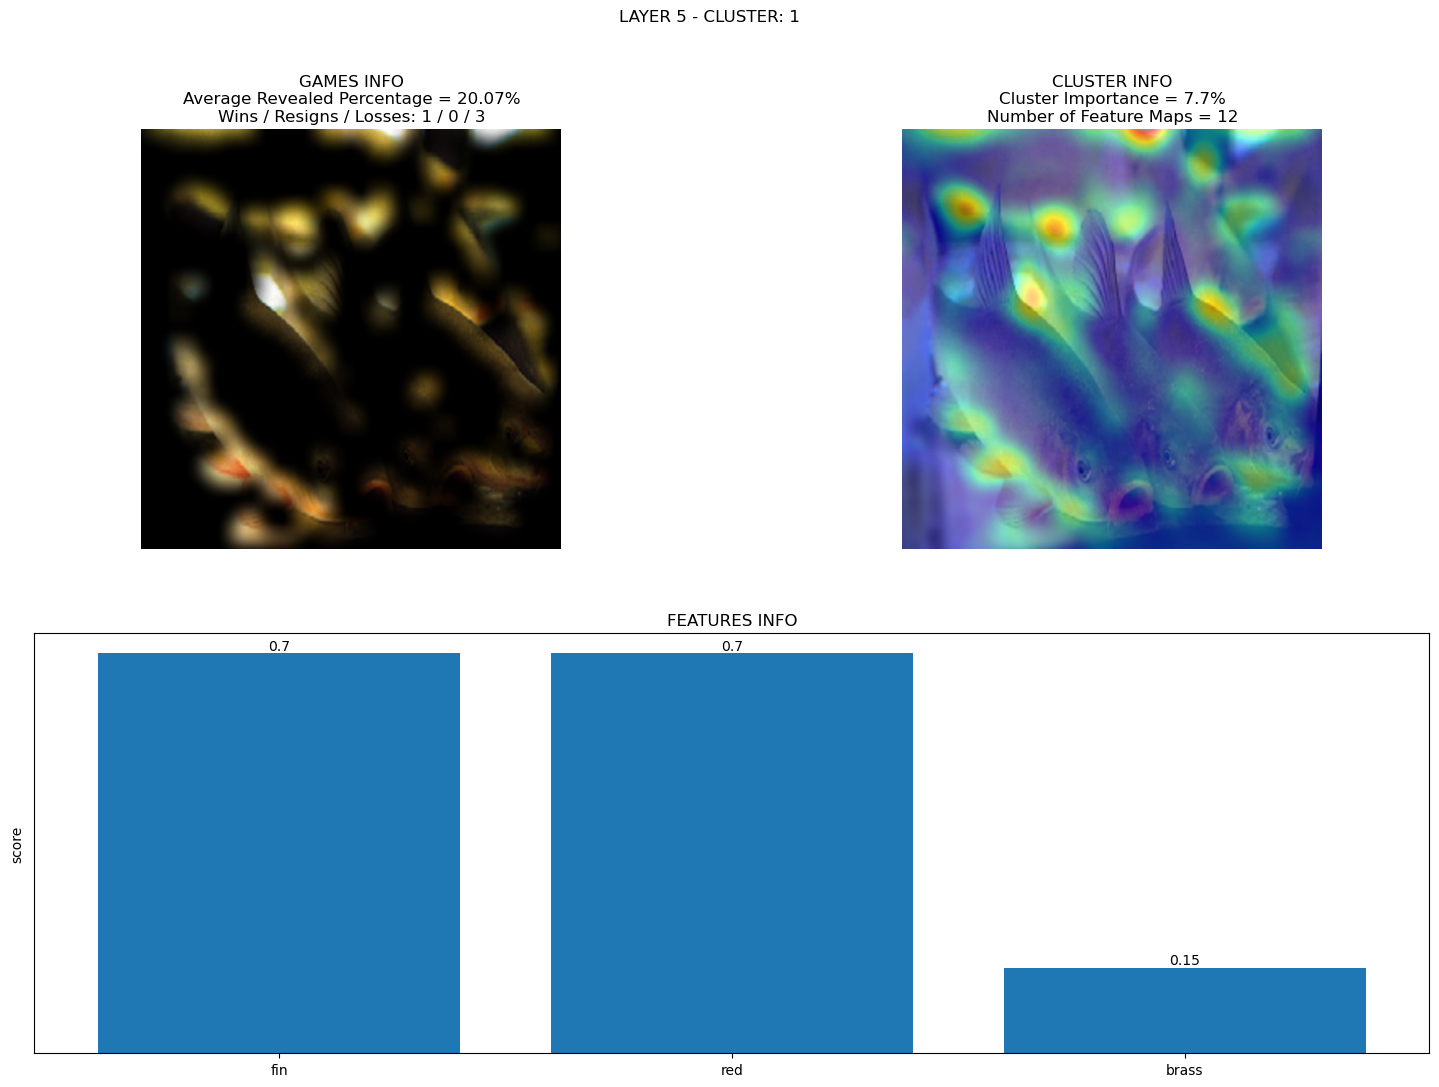 LAYER 5 - CLUSTER: 1
GAMES INFO
Average Revealed Percentage = 20.07%
Wins / Resigns / Losses: 1 / 0 / 3
CLUSTER INFO
Cluster Importance = 7.7%
Number of Feature Maps = 12
FEATURES INFO
score
0.7
0.7
0.15
fin
red
brass